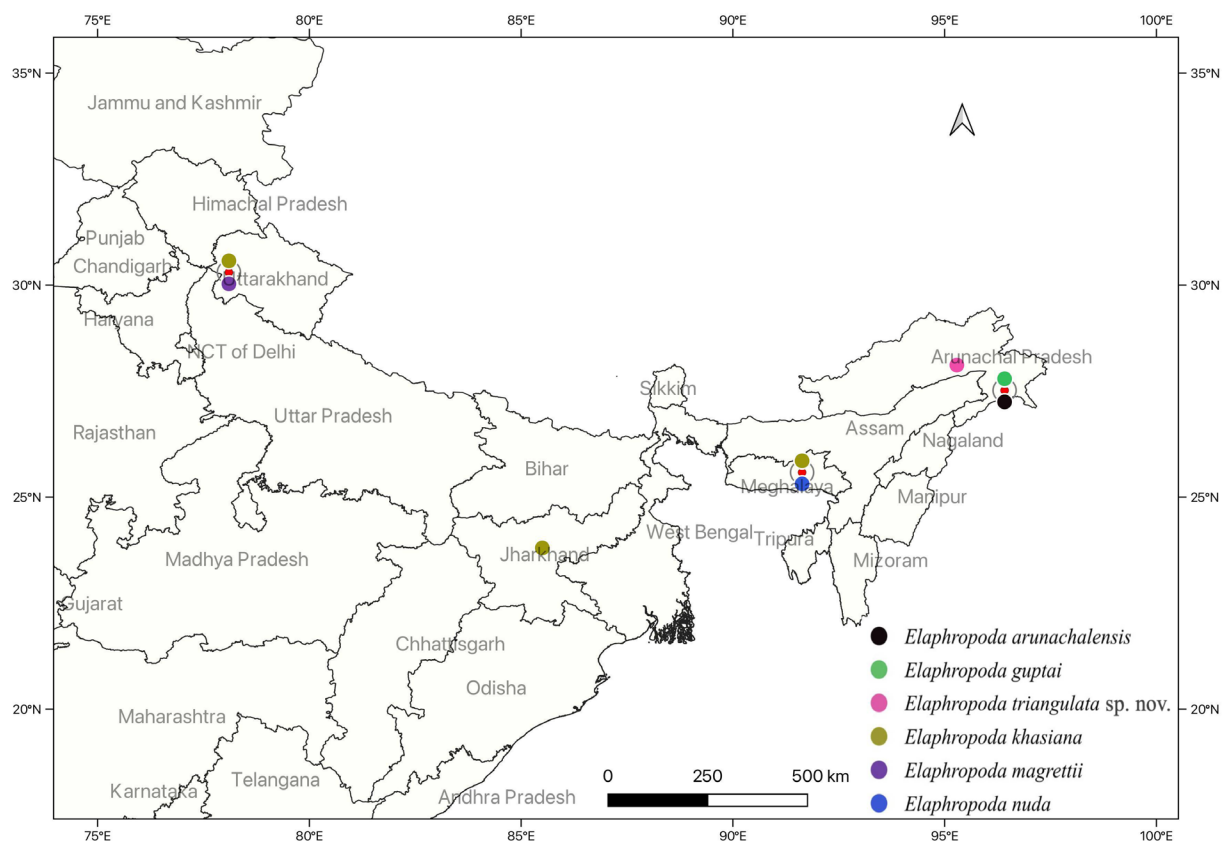 75°E 80°E 85°E 90°E 95°E 100°E
35°N 35°N
Jammu and Kashmir
Himachal Pradesh
Punjab
Chandigarh
Uttarakhand
30°N 30°N
Haryana
NCT of Delhi
Arunachal Pradesh
Sikkim
Uttar Pradesh
Rajasthan
Assam
Nagaland
Bihar
Meghalaya
Manipur
25°N 25°N
West Bengal
Tripura
Jharkhand
Madhya Pradesh
Mizoram
Gujarat
Chhattisgarh
Elaphropoda arunachalensis
Elaphropoda guptai
Odisha
Elaphropoda triangulata sp. nov.
20°N 20°N
Maharashtra
Elaphropoda khasiana
Telangana
Elaphropoda magrettii
0 250 500 km
Karnataka
Andhra Pradesh
Elaphropoda nuda
75°E 80°E 85°E 90°E 95°E 100°E